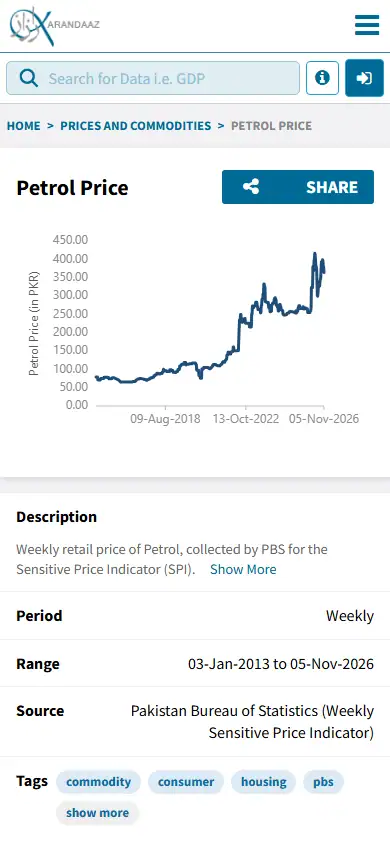 ARANDAAZ
Search for Data i.e. GDP
HOME > PRICES AND COMMODITIES > PETROL PRICE
Petrol Price
SHARE
Petrol Price (in PKR)
450.00
400.00
350.00
300.00
250.00
200.00
150.00
100.00
50.00
0.00
09-Aug-2018 13-Oct-2022 05-Nov-2026
Description
Weekly retail price of Petrol, collected by PBS for the
Sensitive Price Indicator (SPI). Show More
Period Weekly
Range 03-Jan-2013 to 05-Nov-2026
Source Pakistan Bureau of Statistics (Weekly
Sensitive Price Indicator)
Tags commodity consumer housing pbs
show more